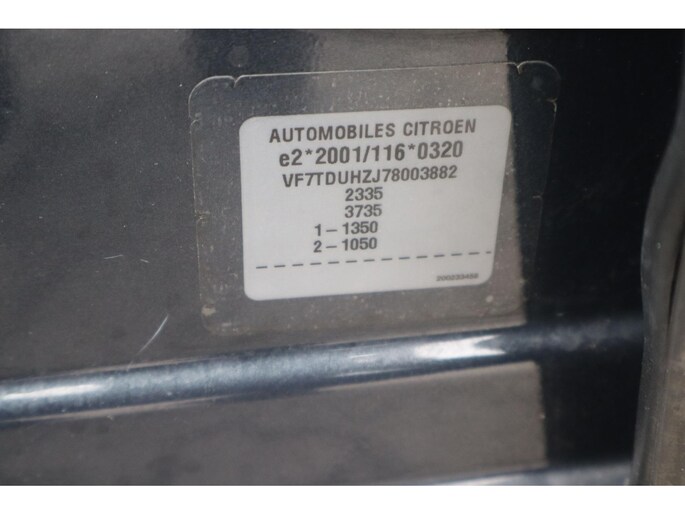 AUTOMOBILES CITROEN
e2*2001/116*0320
VF7TDUHZJ78003882
2335
3735
1-1350
2-1050